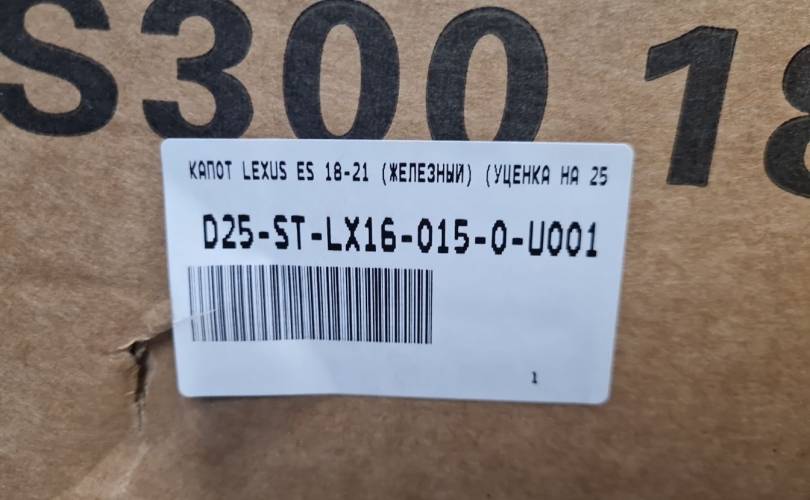 S300 18
КАПОТ LEXUS ES 18-21 (ЖЕЛЕЗНЫЙ) (УЦЕНКА НА 25
D25-ST-LX16-015-0-U001
1